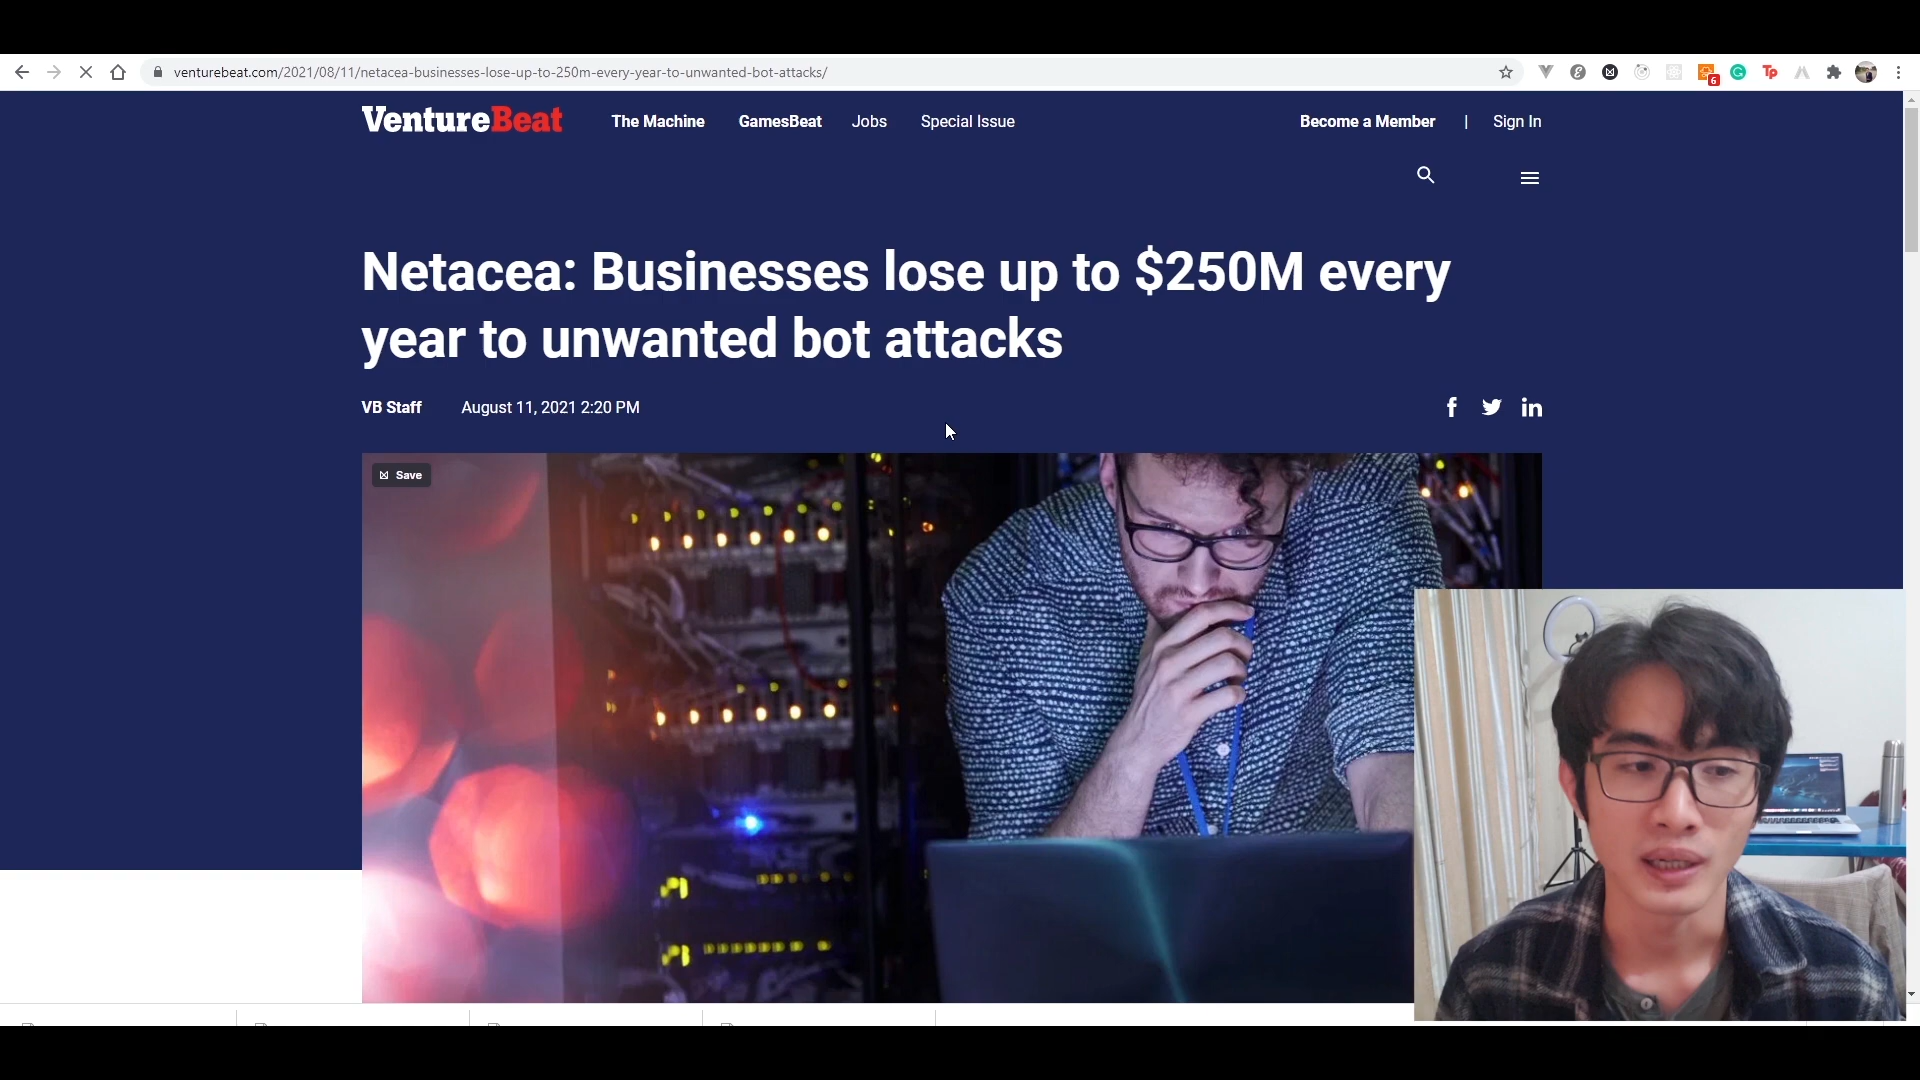 venturebeat.com/2021/08/11/netacea-businesses-lose-up-to-250m-every-year-to-unwanted-bot-attacks/
6
Tp
VentureBeat
The Machine
GamesBeat
Jobs
Special Issue
Become a Member | Sign In
Netacea: Businesses lose up to $250M every
year to unwanted bot attacks
VB Staff
August 11, 2021 2:20 PM
Save